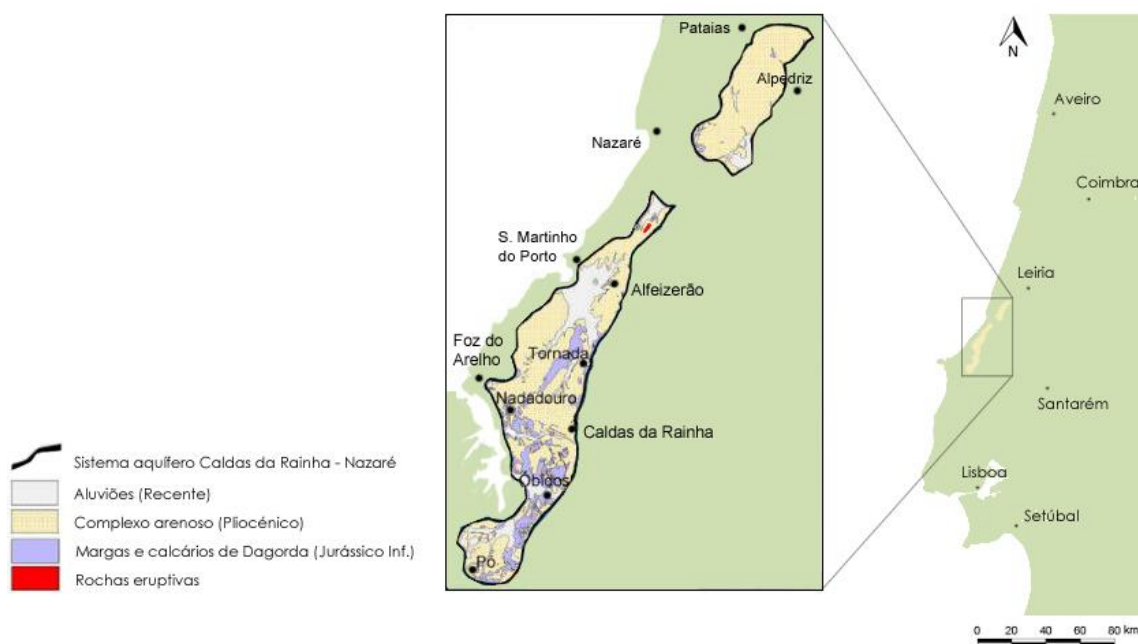 Pataias
Alpedriz
Nazaré
S. Martinho
do Porto
Alfeizerão
Foz do
Arelho
Tornada
Nadadouro
Caldas da Rainha
Óbidos
Pó
N
Aveiro
Coimbra
Leiria
Santarém
Lisboa
Setúbal
0 20 40 60 80 km
Sistema aquífero Caldas da Rainha - Nazaré
Aluviões (Recente)
Complexo arenoso (Pliocénico)
Margas e calcários de Dagorda (Jurássico Inf.)
Rochas eruptivas